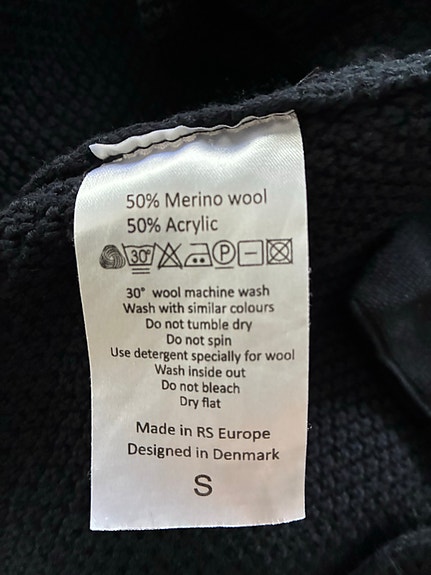 50% Merino wool
50% Acrylic
30° P
30° wool machine wash
Wash with similar colours
Do not tumble dry
Do not spin
Use detergent specially for wool
Wash inside out
Do not bleach
Dry flat
Made in RS Europe
Designed in Denmark
S